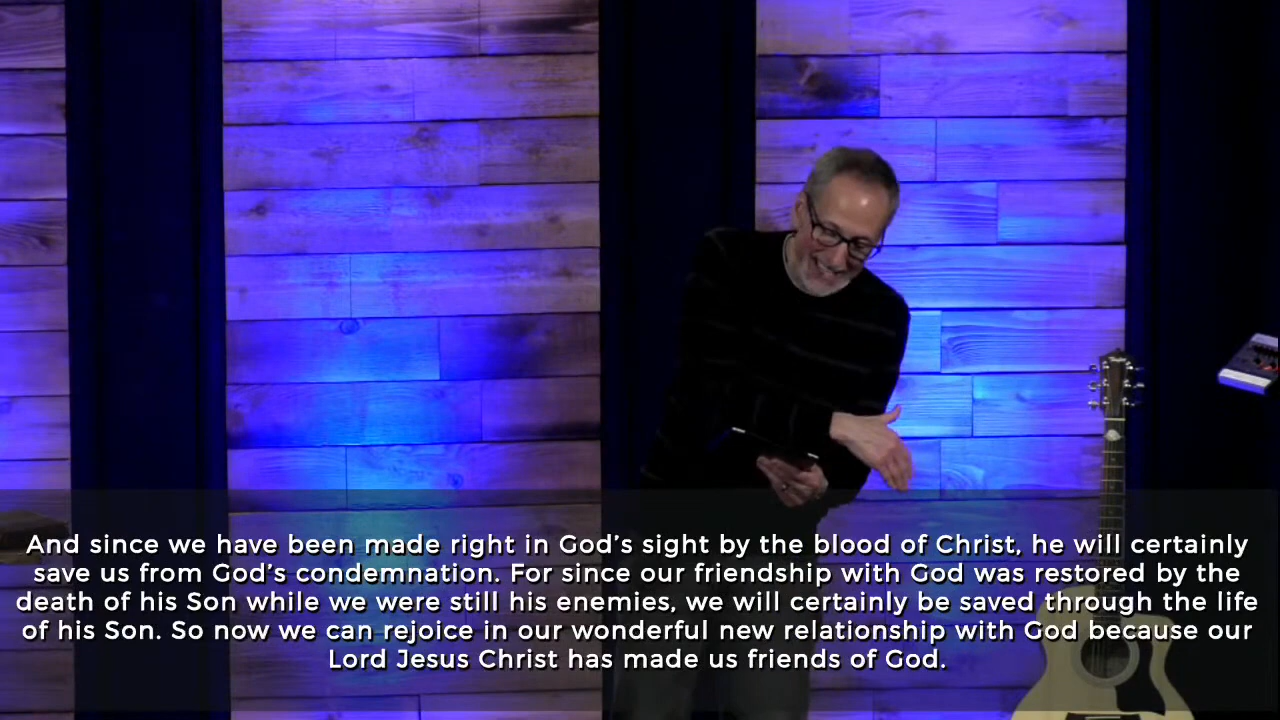 And since we have been made right in God's sight by the blood of Christ, he will certainly
save us from God's condemnation. For since our friendship with God was restored by the
death of his Son while we were still his enemies, we will certainly be saved through the life
of his Son. So now we can rejoice in our wonderful new relationship with God because our
Lord Jesus Christ has made us friends of God.